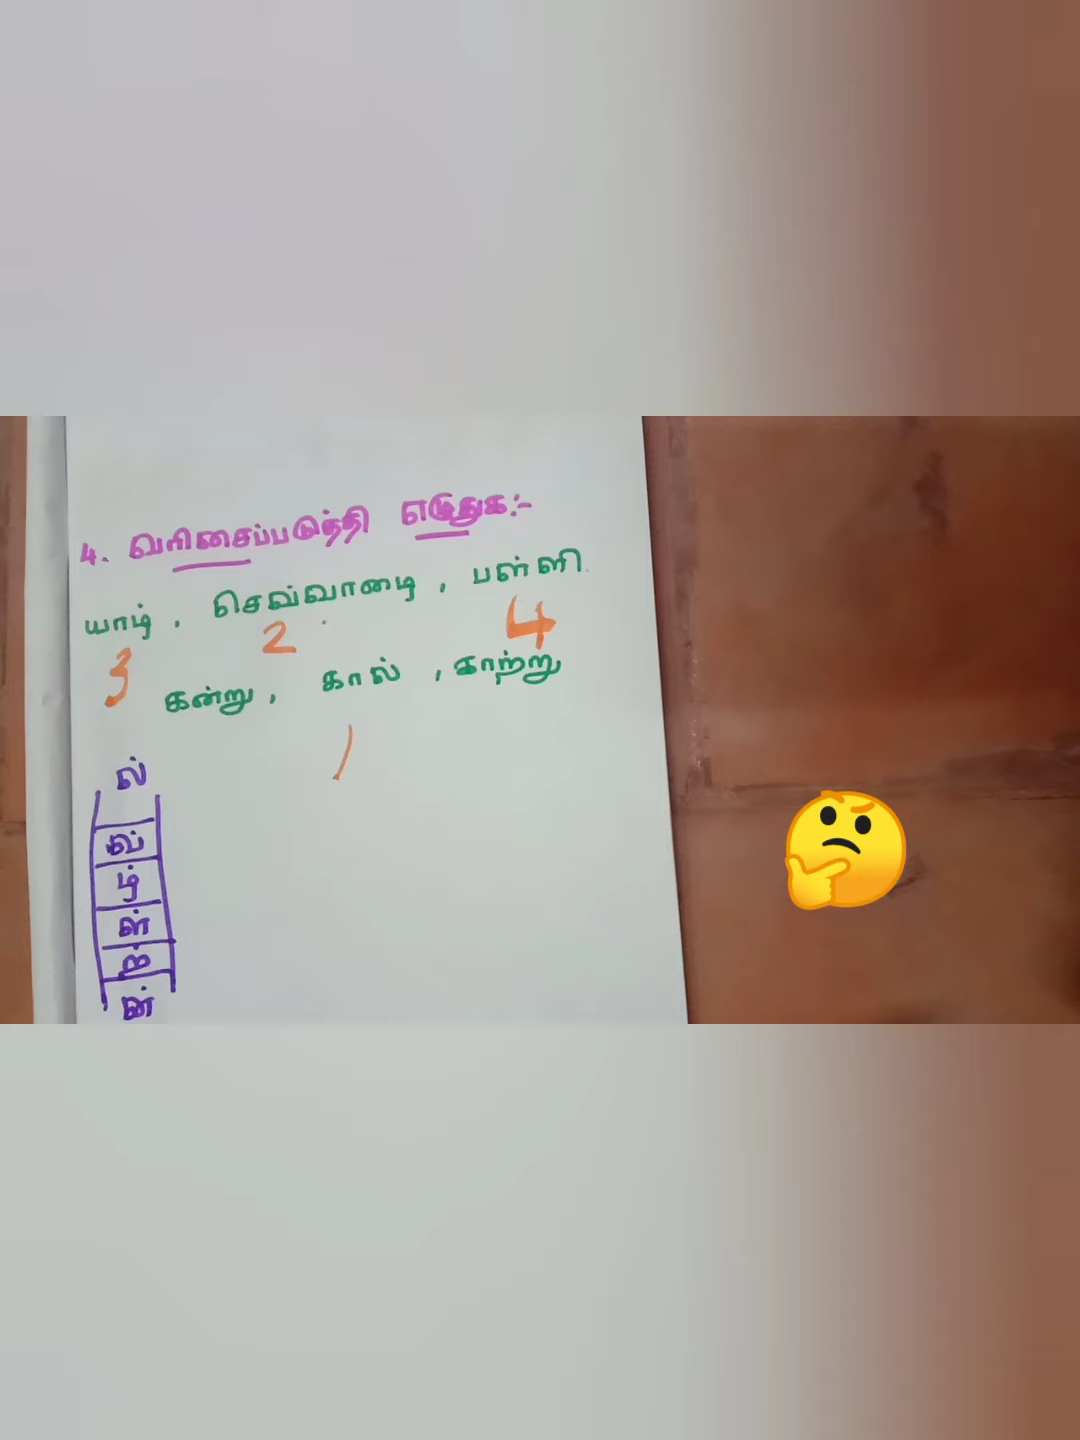 4. வரிசைப்படுத்தி எழுதுக:-
யாழ் , செவ்வாழை , பள்ளி.
3 2 4
கன்று , கால் , காற்று
1
ல்
வ்
ழ்
ள்
ற்
ன்